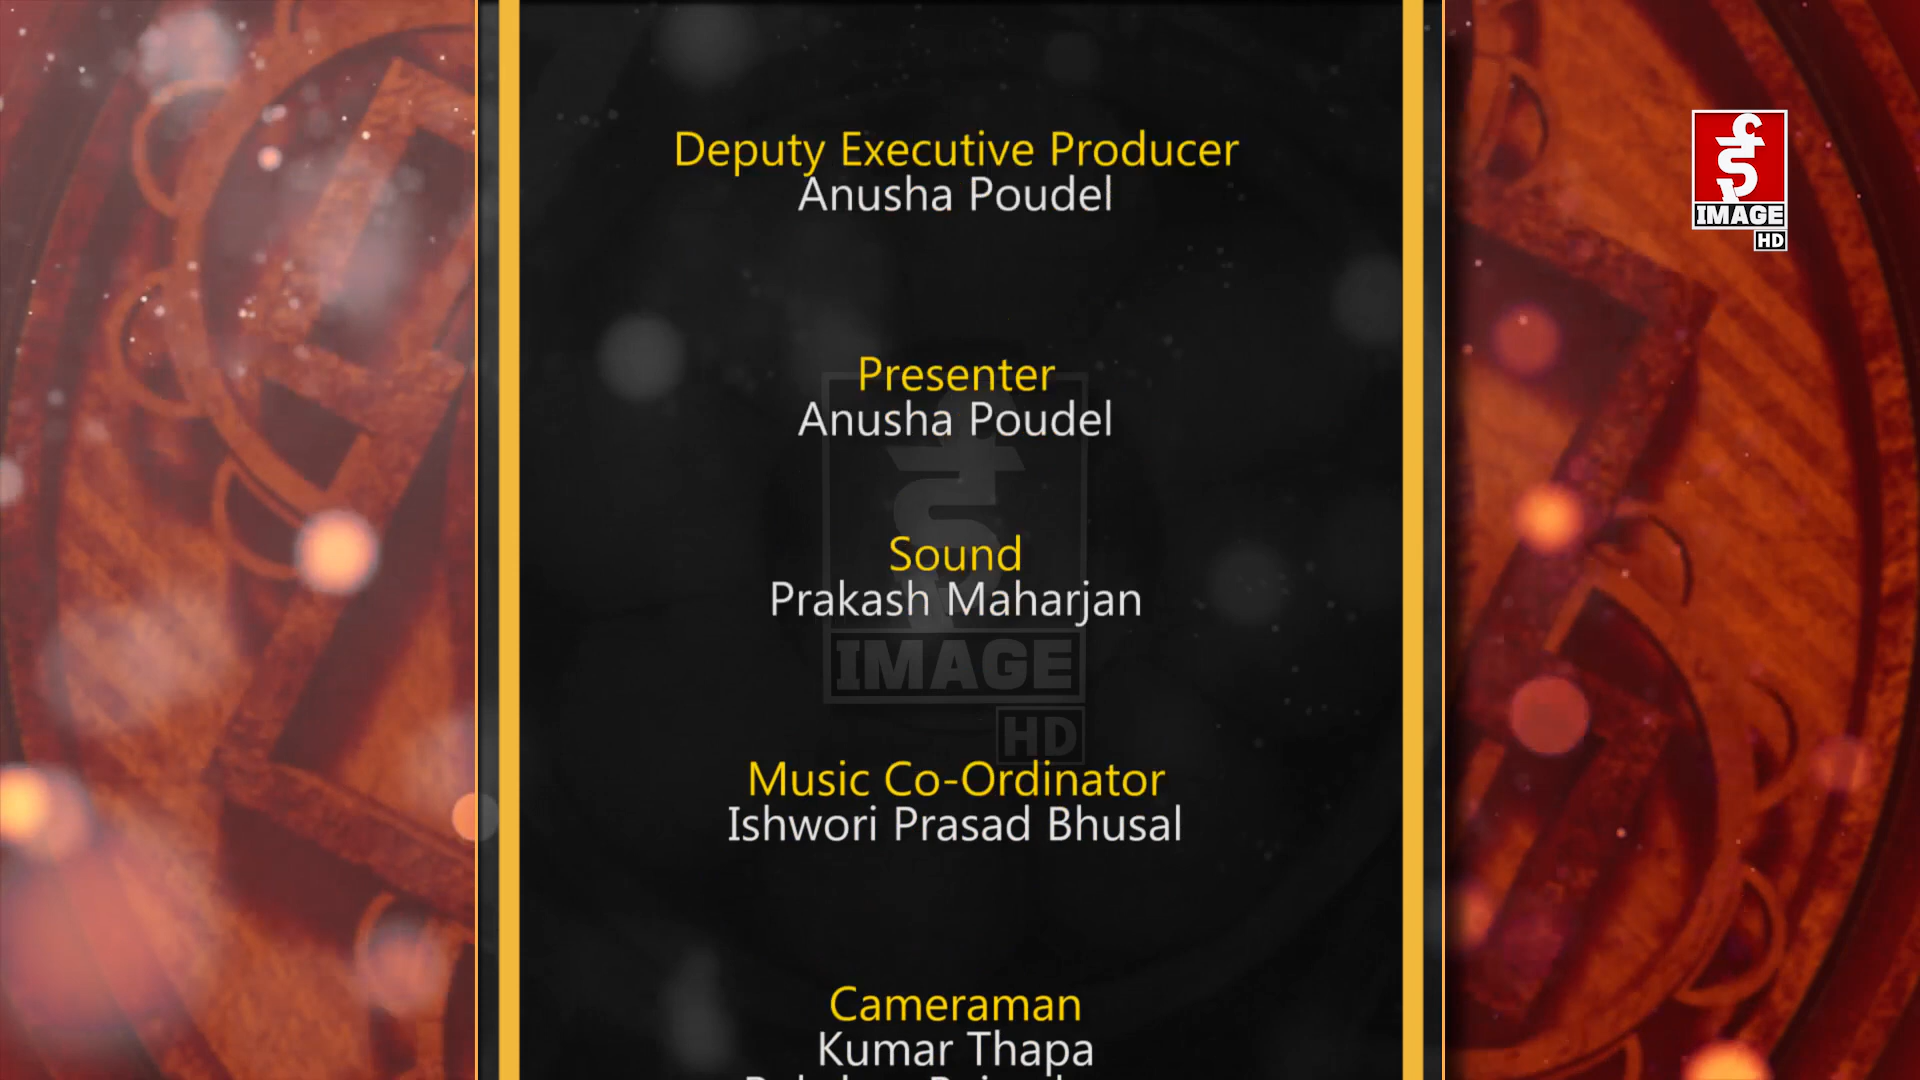 Deputy Executive Producer
Anusha Poudel
IMAGE
HD
Presenter
Anusha Poudel
Sound
Prakash Maharjan
IMAGE
HD
Music Co-Ordinator
Ishwori Prasad Bhusal
Cameraman
Kumar Thapa